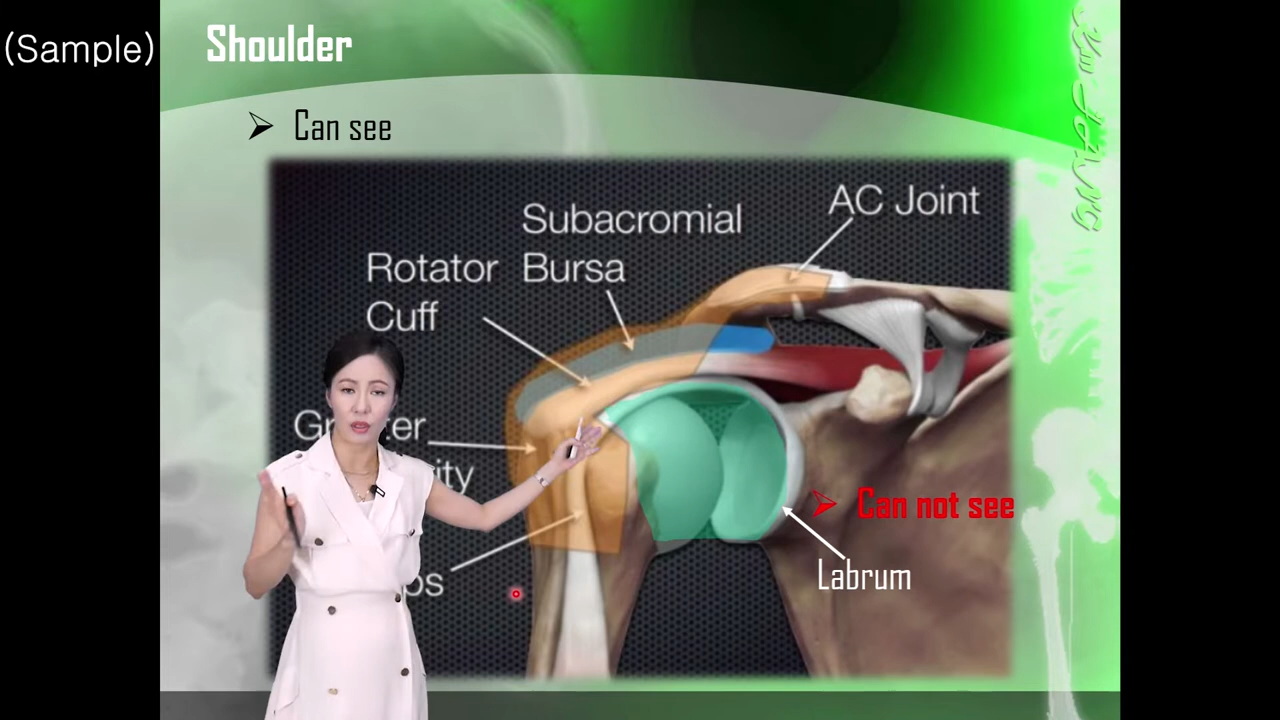 (Sample)
Shoulder
➢ Can see
AC Joint
Subacromial
Bursa
Rotator
Cuff
➢ Can not see
Labrum